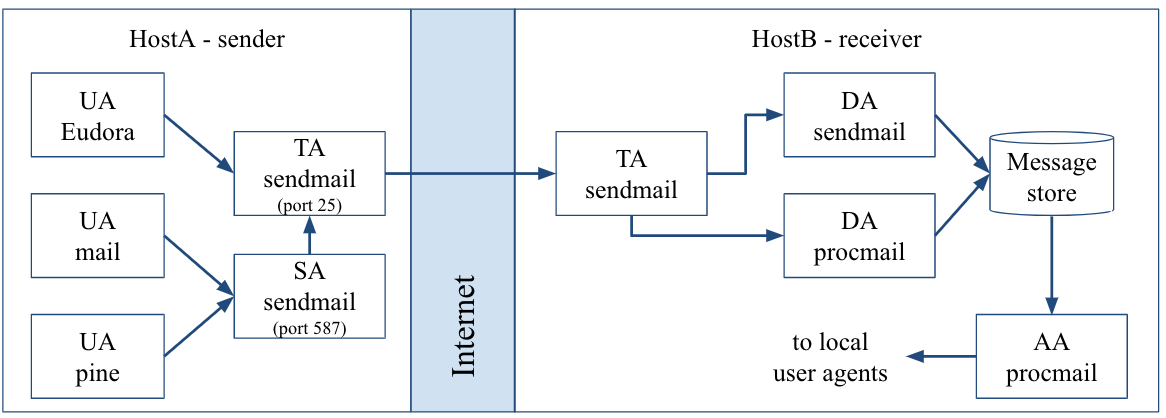 HostA - sender
UA
Eudora
UA
mail
UA
pine
TA
sendmail
(port 25)
SA
sendmail
(port 587)
Internet
HostB - receiver
TA
sendmail
DA
sendmail
DA
procmail
Message
store
AA
procmail
to local
user agents